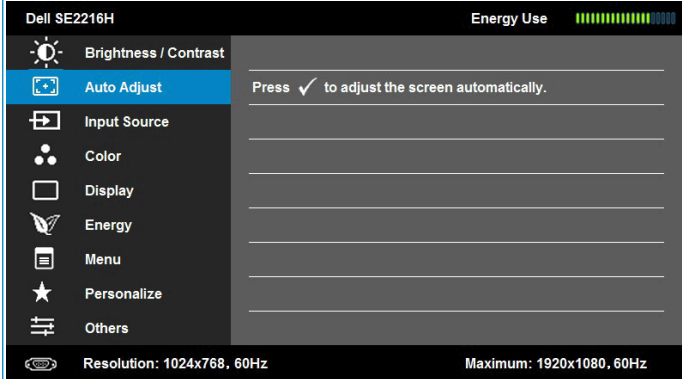 Dell SE2216H Energy Use
Brightness / Contrast
Auto Adjust Press ✓ to adjust the screen automatically.
Input Source
Color
Display
Energy
Menu
Personalize
Others
Resolution: 1024x768, 60Hz Maximum: 1920x1080, 60Hz